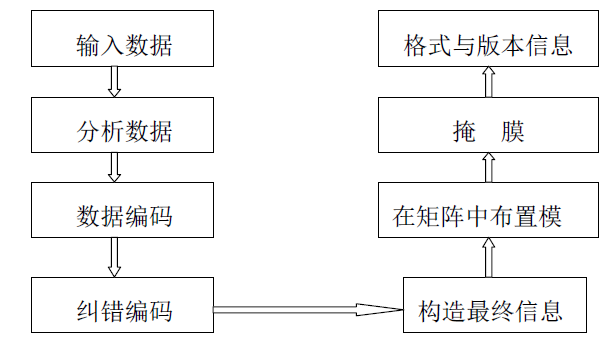 输入数据
分析数据
数据编码
纠错编码
构造最终信息
在矩阵中布置模
掩 膜
格式与版本信息